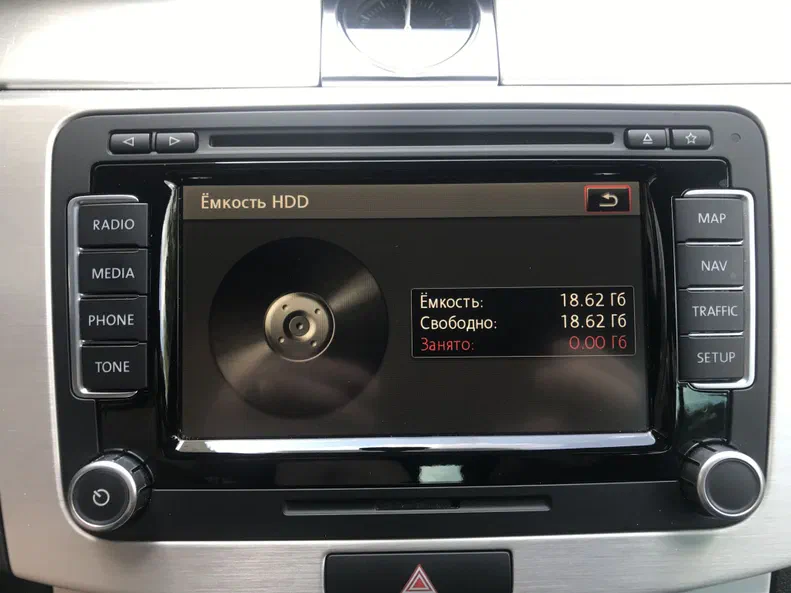 Ёмкость HDD
RADIO
MEDIA
PHONE
TONE
Ёмкость: 18.62 Гб
Свободно: 18.62 Гб
Занято: 0.00 Гб
MAP
NAV
TRAFFIC
SETUP